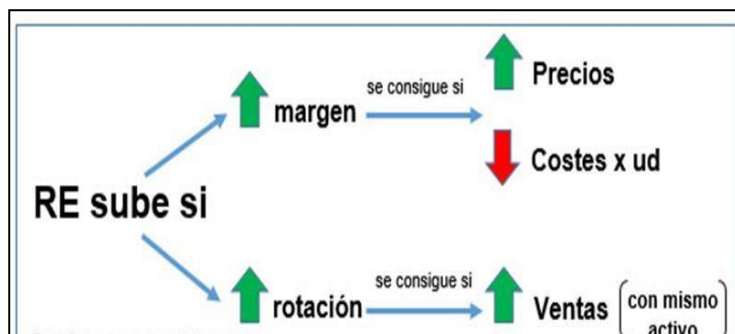 se consigue si
Precios
margen
Costes x ud
RE sube si
se consigue si
rotación
Ventas
con mismo
activo